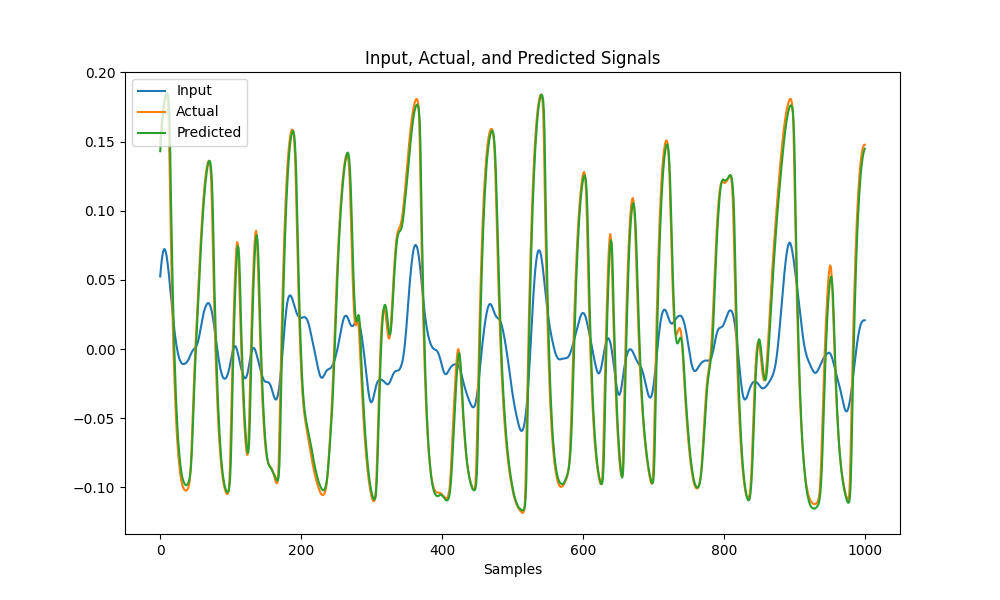 Input, Actual, and Predicted Signals
Input
Actual
Predicted
0.20
0.15
0.10
0.05
0.00
−0.05
−0.10
0
200
400
600
800
1000
Samples